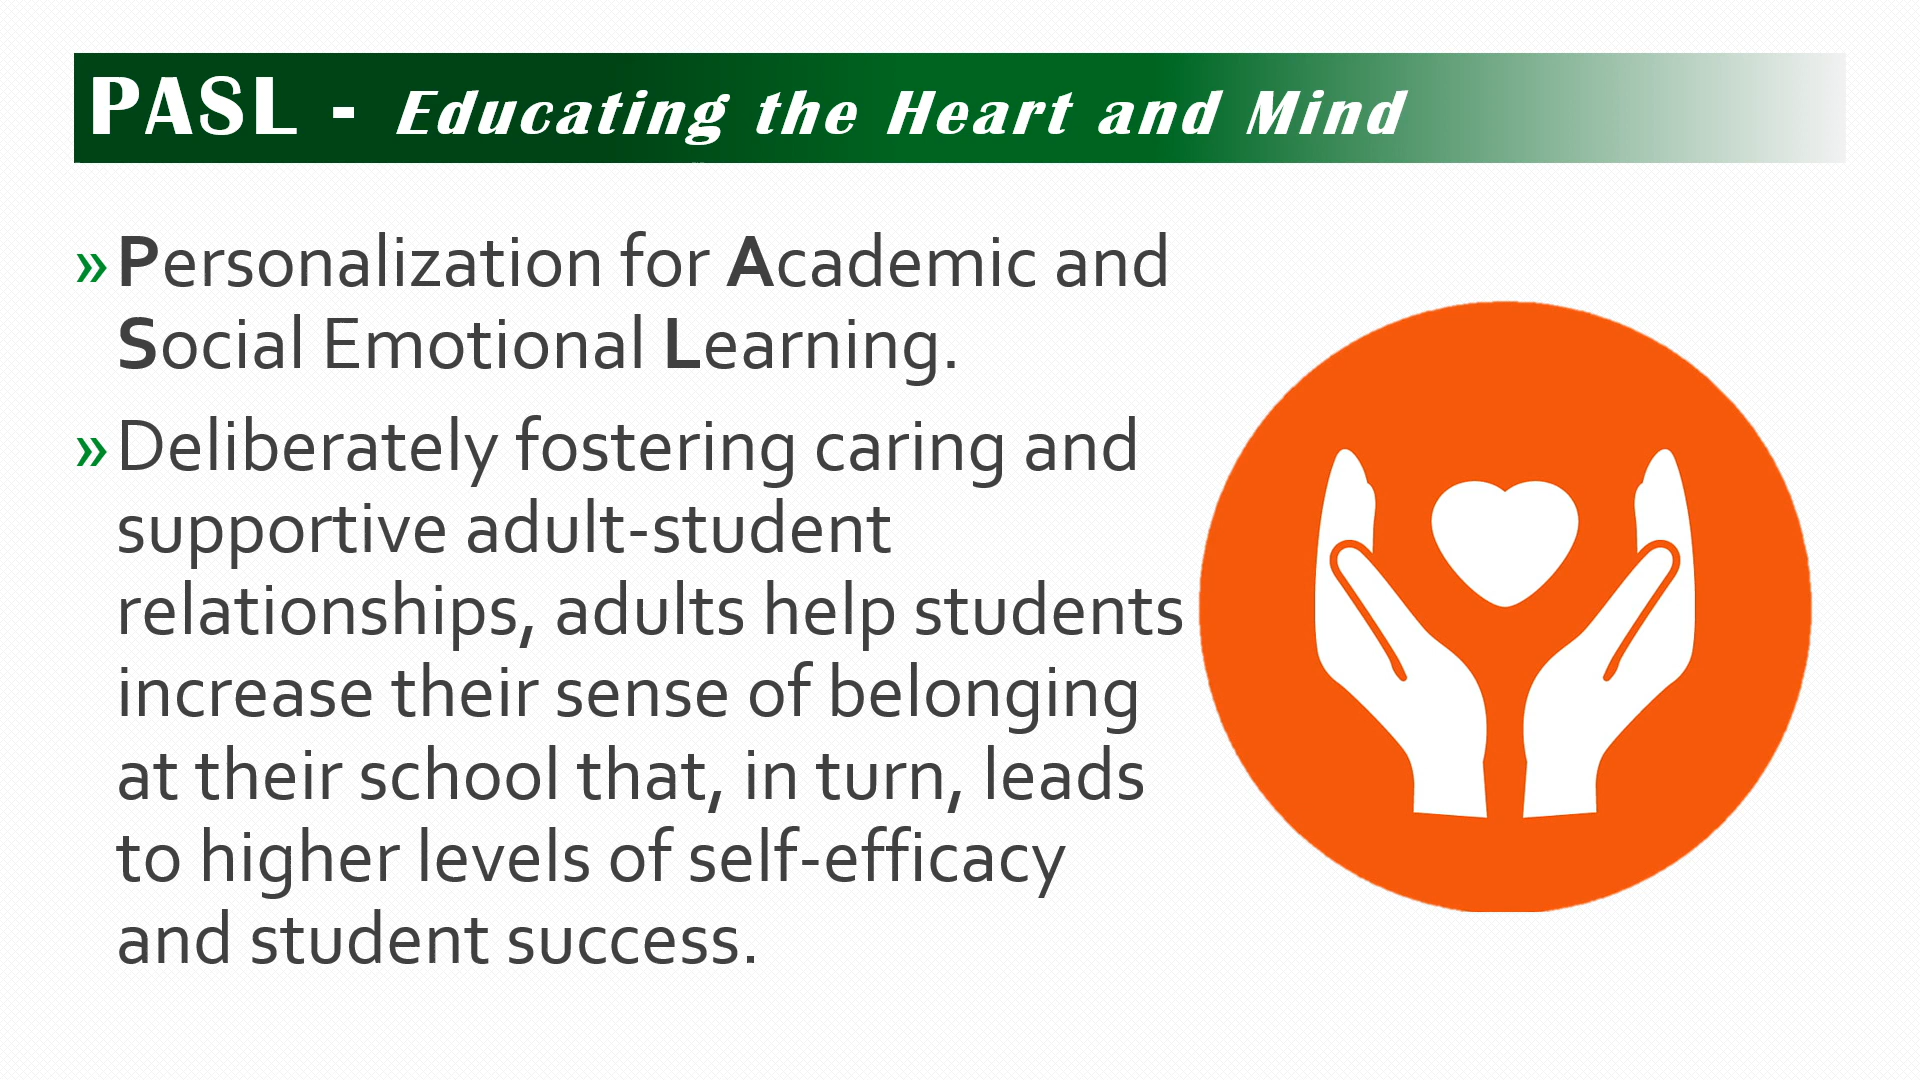 PASL - Educating the Heart and Mind
» Personalization for Academic and
Social Emotional Learning.
» Deliberately fostering caring and
supportive adult-student
relationships, adults help students
increase their sense of belonging
at their school that, in turn, leads
to higher levels of self-efficacy
and student success.